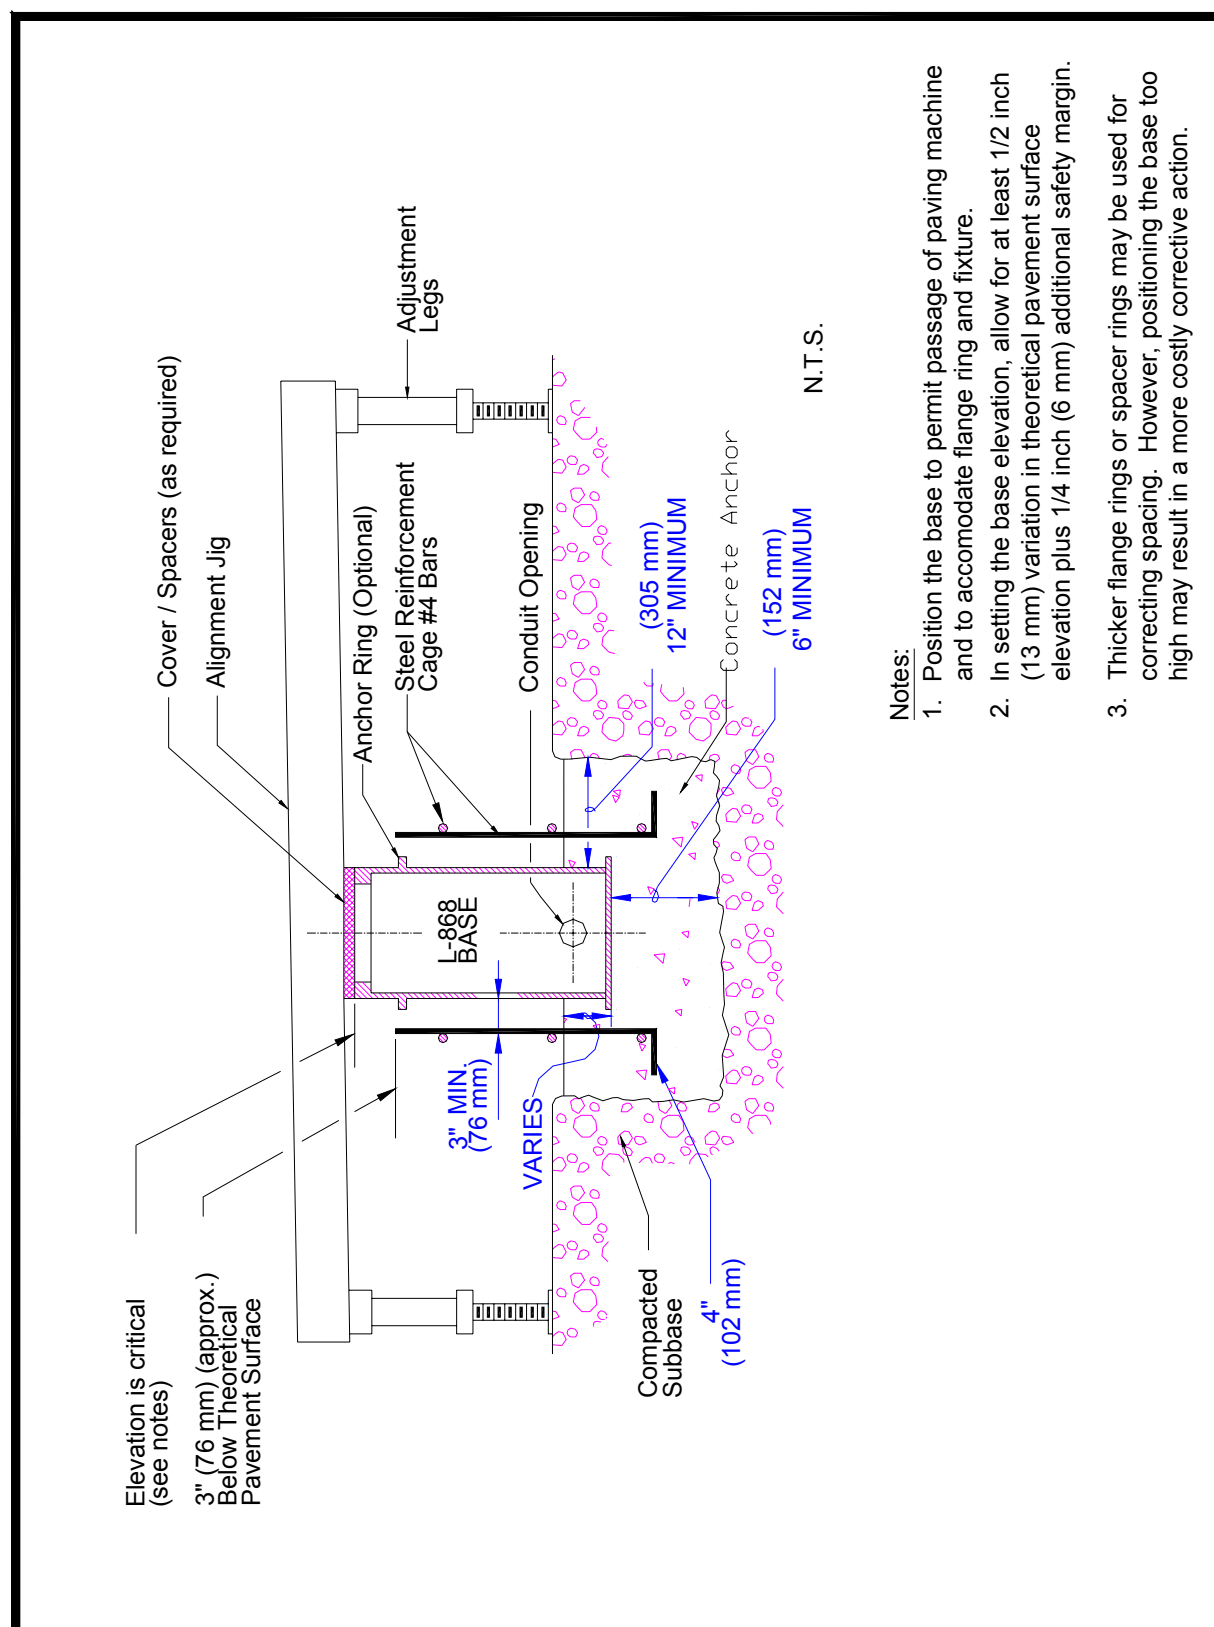 Elevation is critical
(see notes)
3" (76 mm) (approx.)
Below Theoretical
Pavement Surface
Cover / Spacers (as required)
Alignment Jig
Anchor Ring (Optional)
Steel Reinforcement
Cage #4 Bars
Adjustment
Legs
Conduit Opening
L-868
BASE
3" MIN.
(76 mm)
VARIES
(305 mm)
12" MINIMUM
Concrete Anchor
(152 mm)
6" MINIMUM
Compacted
Subbase
4"
(102 mm)
N.T.S.
Notes:
1. Position the base to permit passage of paving machine
and to accomodate flange ring and fixture.
2. In setting the base elevation, allow for at least 1/2 inch
(13 mm) variation in theoretical pavement surface
elevation plus 1/4 inch (6 mm) additional safety margin.
3. Thicker flange rings or spacer rings may be used for
correcting spacing. However, positioning the base too
high may result in a more costly corrective action.